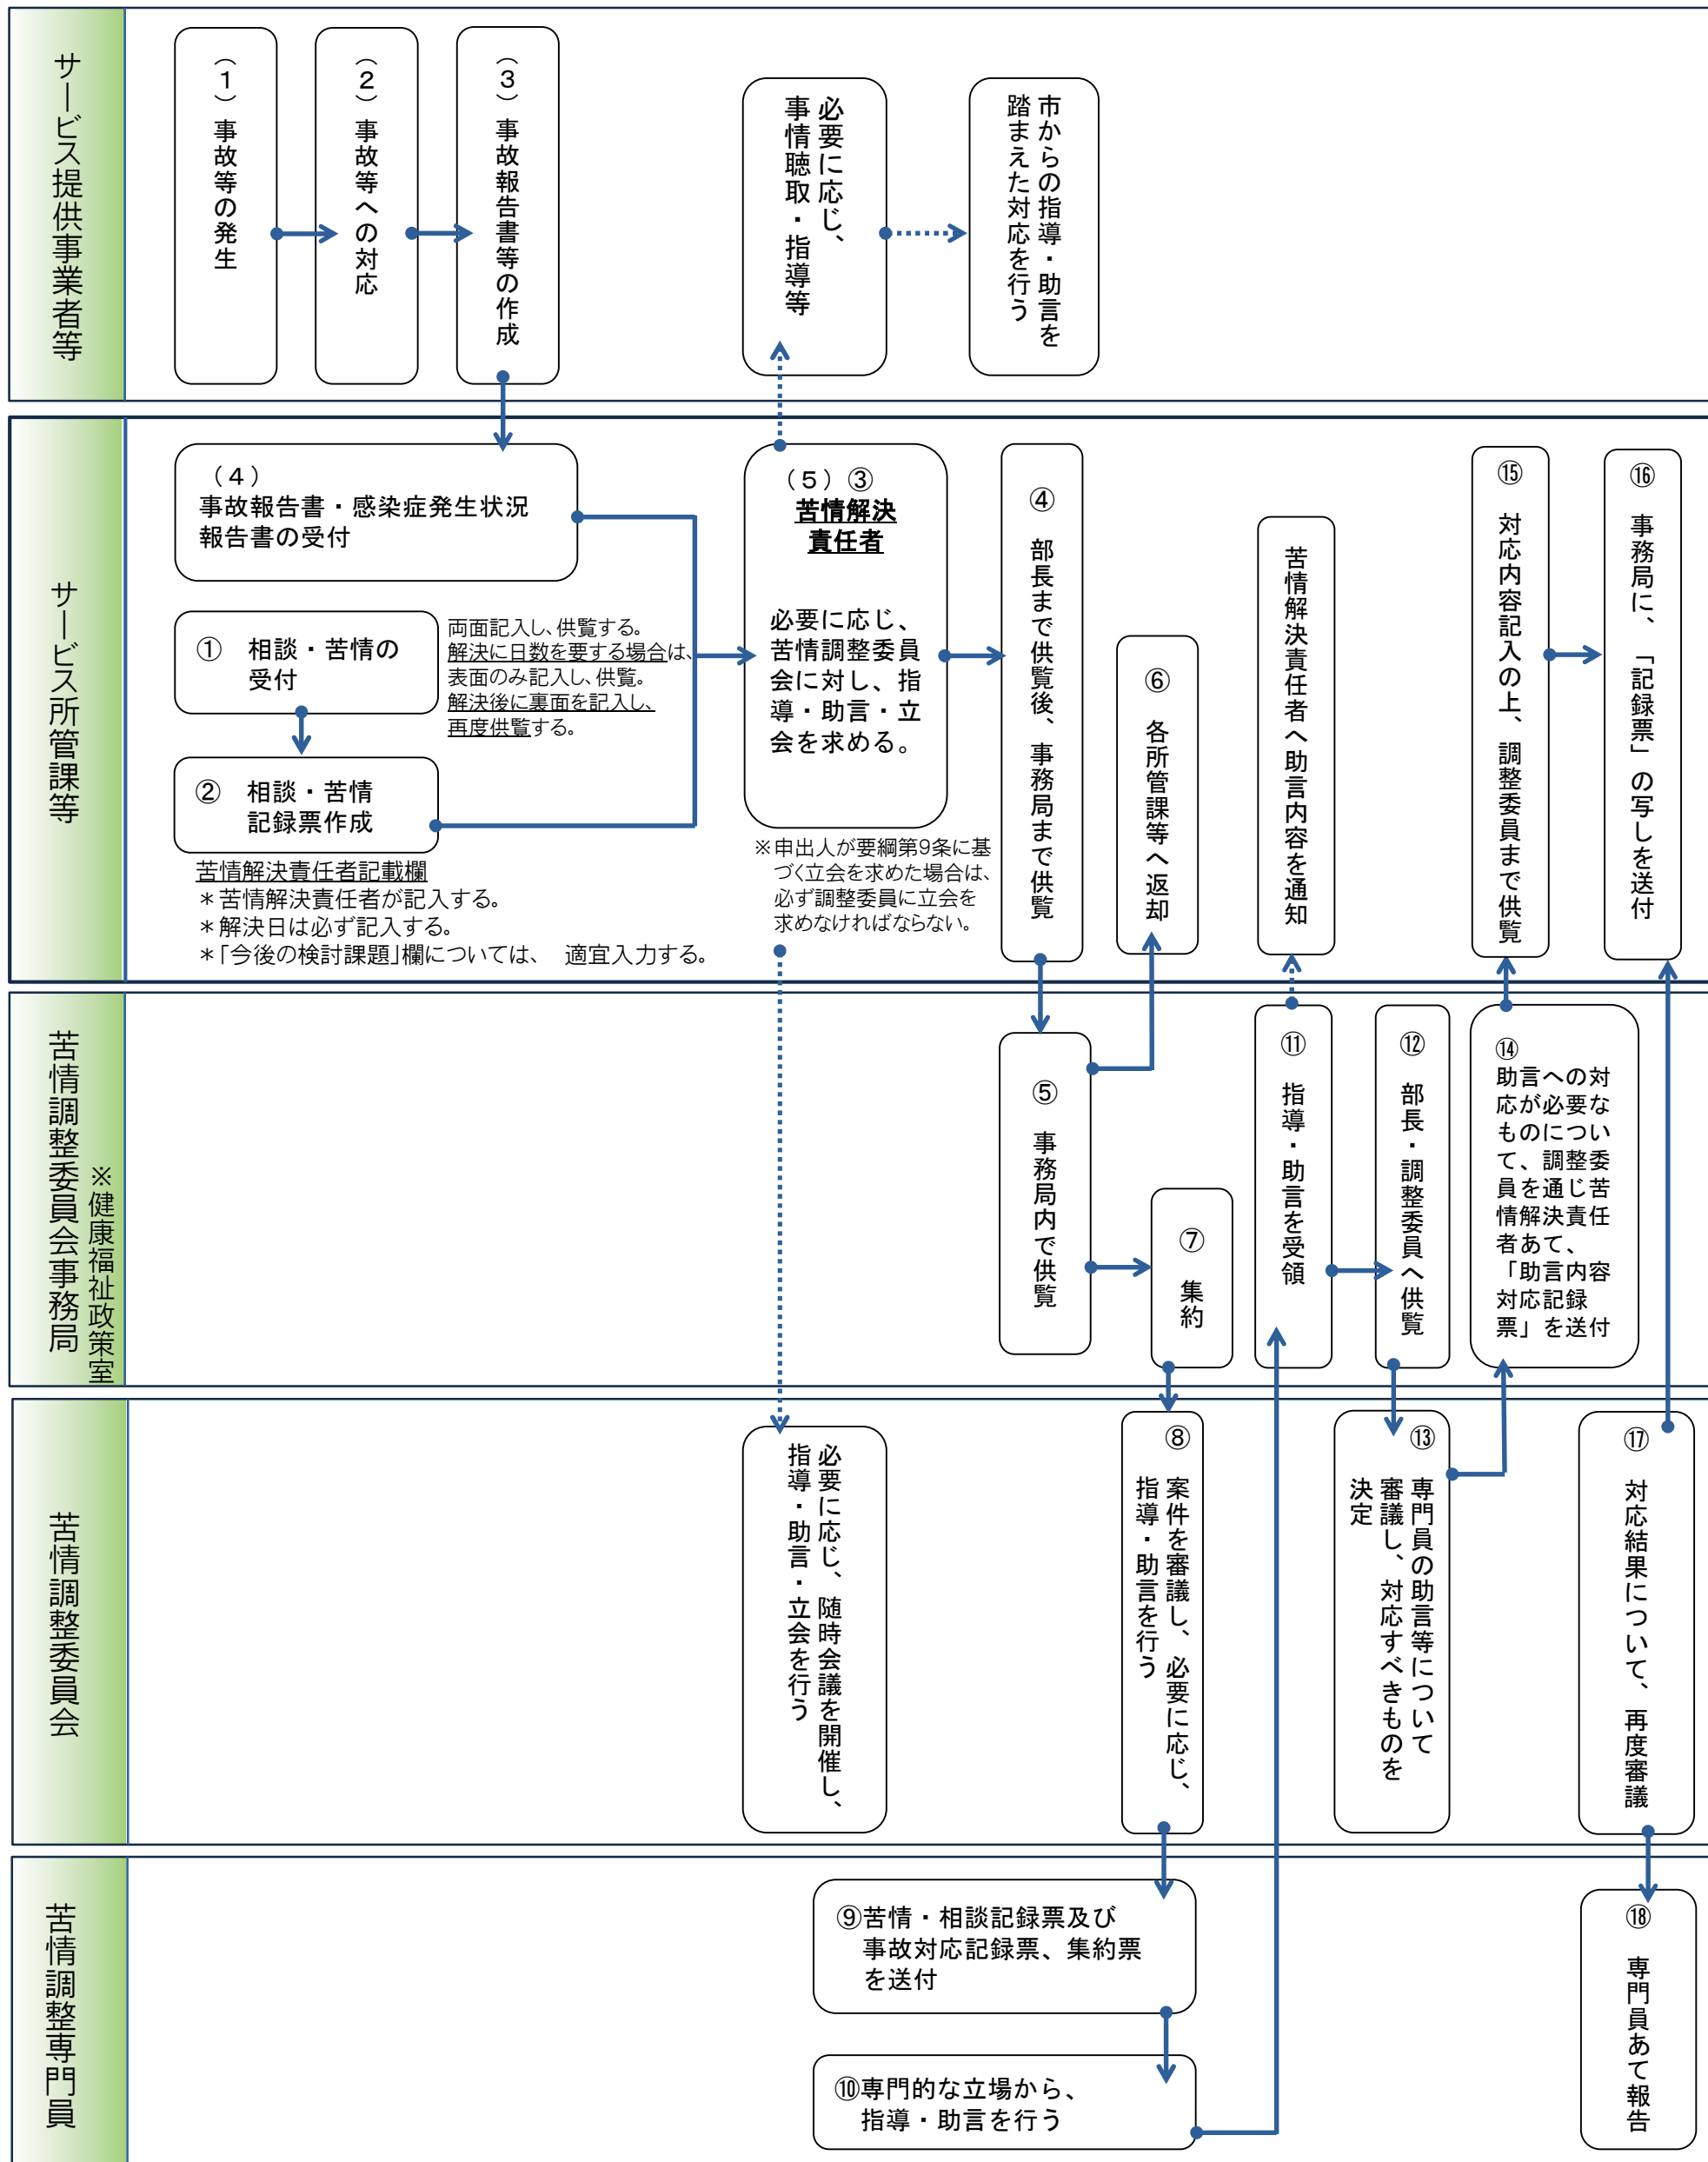 サービス提供事業者等
（１）事故等の発生
（２）事故等への対応
（３）事故報告書等の作成
必要に応じ、
事情聴取・指導等
市からの指導・助言を
踏まえた対応を行う
サービス所管課等
（４）
事故報告書・感染症発生状況
報告書の受付
①　相談・苦情の
受付
両面記入し、供覧する。
解決に日数を要する場合は、
表面のみ記入し、供覧。
解決後に裏面を記入し、
再度供覧する。
②　相談・苦情
記録票作成
苦情解決責任者記載欄
＊苦情解決責任者が記入する。
＊解決日は必ず記入する。
＊「今後の検討課題」欄については、　適宜入力する。
（５）③
苦情解決
責任者
必要に応じ、
苦情調整委員
会に対し、指
導・助言・立
会を求める。
※申出人が要綱第9条に基
づく立会を求めた場合は、
必ず調整委員に立会を
求めなければならない。
④　部長まで供覧後、事務局まで供覧
⑥　各所管課等へ返却
苦情解決責任者へ助言内容を通知
⑮　対応内容記入の上、調整委員まで供覧
⑯　事務局に、「記録票」の写しを送付
苦情調整委員会事務局
※健康福祉政策室
⑤　事務局内で供覧
⑦　集約
⑪　指導・助言を受領
⑫　部長・調整委員へ供覧
⑭
助言への対
応が必要な
ものについ
て、調整委
員を通じ苦
情解決責任
者あて、
「助言内容
対応記録
票」を送付
苦情調整委員会
必要に応じ、随時会議を開催し、
指導・助言・立会を行う
⑧　案件を審議し、必要に応じ、
指導・助言を行う
⑬　専門員の助言等について
審議し、対応すべきものを
決定
⑰　対応結果について、再度審議
苦情調整専門員
⑨苦情・相談記録票及び
事故対応記録票、集約票
を送付
⑩専門的な立場から、
指導・助言を行う
⑱　専門員あて報告